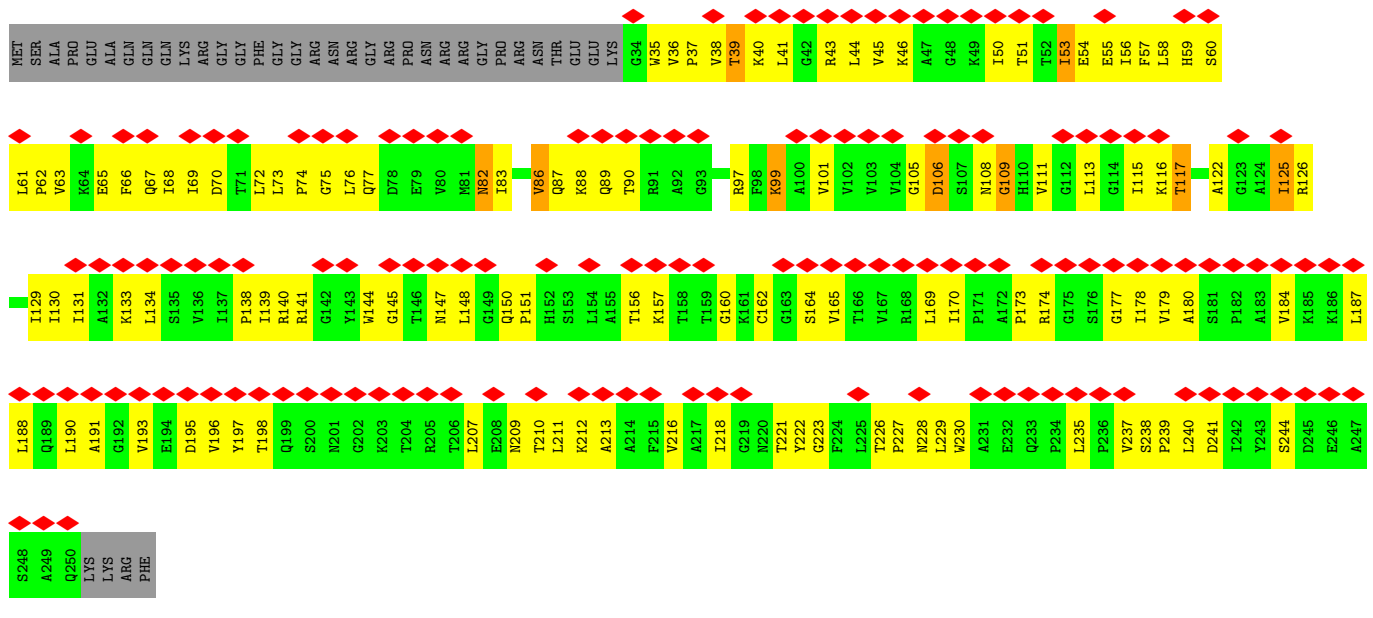 MET SER ALA PRO GLU ALA GLN GLN GLN LYS ARG GLY GLY PHE GLY GLY ARG ASN ARG GLY ARG PRO ASN ARG ARG GLY PRO ARG ASN THR GLU GLU LYS G34 W35 V36 P37 V38 T39 K40 L41 G42 R43 L44 V45 K46 A47 G48 K49 I50 T51 T52 I53 E54 E55 I56 F57 L58 H59 S60
L61 P62 V63 K64 E65 F66 Q67 I68 I69 D70 T71 L72 L73 P74 G75 L76 Q77 D78 E79 V80 M81 N82 I83 V86 Q87 K88 Q89 T90 R91 A92 G93 R97 F98 K99 A100 V101 V102 V103 V104 G105 D106 S107 N108 G109 H110 V111 G112 L113 G114 I115 K116 T117 A122 G123 A124 I125 R126
I129 I130 I131 A132 K133 L134 S135 V136 I137 P138 I139 R140 R141 G142 Y143 W144 G145 T146 N147 L148 G149 Q150 P151 H152 S153 L154 A155 T156 K157 T158 T159 G160 K161 C162 G163 S164 V165 T166 V167 R168 L169 I170 P171 A172 P173 R174 G175 S176 G177 I178 V179 A180 S181 P182 A183 V184 K185 K186 L187
L188 Q189 L190 A191 G192 V193 E194 D195 V196 Y197 T198 Q199 S200 N201 G202 K203 T204 R205 T206 L207 E208 N209 T210 L211 K212 A213 A214 F215 V216 A217 I218 G219 N220 T221 Y222 G223 F224 L225 T226 P227 N228 L229 W230 A231 E232 Q233 P234 L235 P236 V237 S238 P239 L240 D241 I242 Y243 S244 D245 E246 A247
S248 A249 Q250 LYS LYS ARG PHE